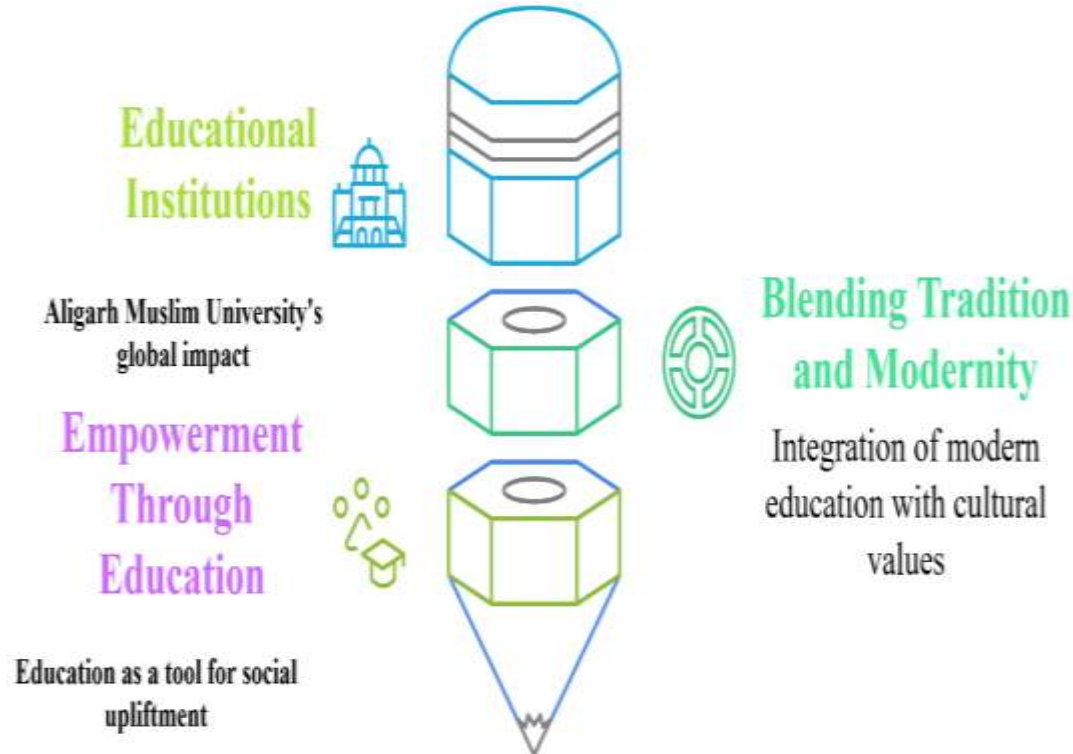 Educational
Institutions
Aligarh Muslim University's
global impact
Blending Tradition
and Modernity
Integration of modern
education with cultural
values
Empowerment
Through
Education
Education as a tool for social
upliftment